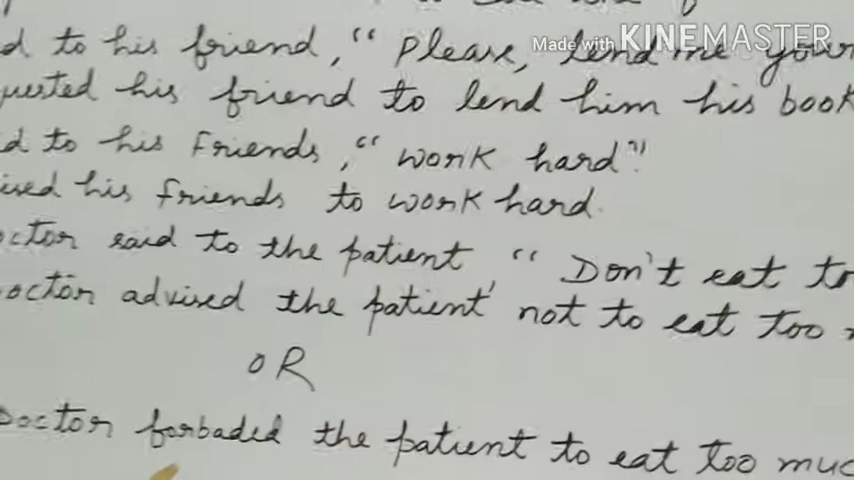 Made with KINEMASTER
d to his friend, " Please, lend me your
quested his friend to lend him his book
d to his Friends, " work hard".
ised his friends to work hard.
octor said to the patient, " Don't eat to
octor advised the patient not to eat too
OR
Doctor forbaded the patient to eat too muc